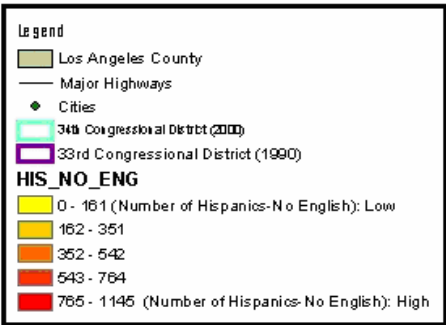 Legend
Los Angeles County
Major Highways
Cities
34th Congressional District (2000)
33rd Congressional District (1990)
HIS_NO_ENG
0 - 161 (Number of Hispanics-No English): Low
162 - 351
352 - 542
543 - 764
765 - 1145 (Number of Hispanics-No English): High